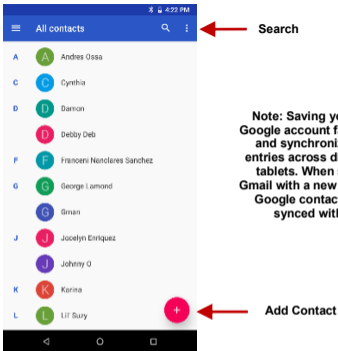 4:22 PM
All contacts
Search
A A Andres Ossa
C C Cynthia
D D Damon
D Debby Deb
F F Franceni Nanclares Sanchez
G G George Lamond
G Gman
J J Jocelyn Enriquez
J Johnny O
K K Karina
L L Lil' Suzy
Note: Saving yo
Google account f
and synchroni
entries across d
tablets. When
Gmail with a new
Google contac
synced with
+
Add Contact